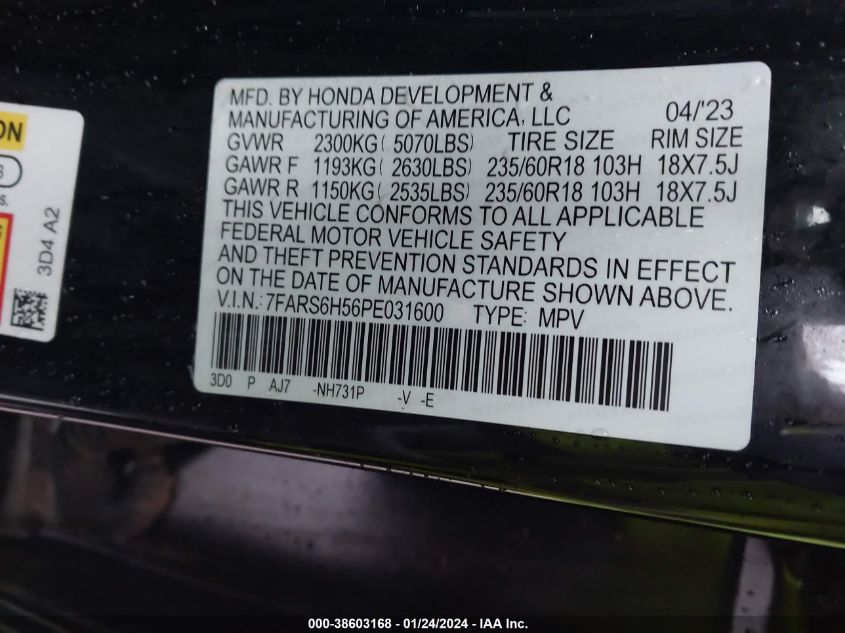 MFD. BY HONDA DEVELOPMENT &
MANUFACTURING OF AMERICA, LLC 04/'23
GVWR 2300KG( 5070LBS) TIRE SIZE RIM SIZE
GAWR F 1193KG( 2630LBS) 235/60R18 103H 18X7.5J
GAWR R 1150KG( 2535LBS) 235/60R18 103H 18X7.5J
THIS VEHICLE CONFORMS TO ALL APPLICABLE
FEDERAL MOTOR VEHICLE SAFETY
AND THEFT PREVENTION STANDARDS IN EFFECT
ON THE DATE OF MANUFACTURE SHOWN ABOVE.
V.I.N.: 7FARS6H56PE031600 TYPE: MPV
3D0 P AJ7 -NH731P -V -E
ON
s.
3D4 A2
000-38603168 - 01/24/2024 - IAA Inc.